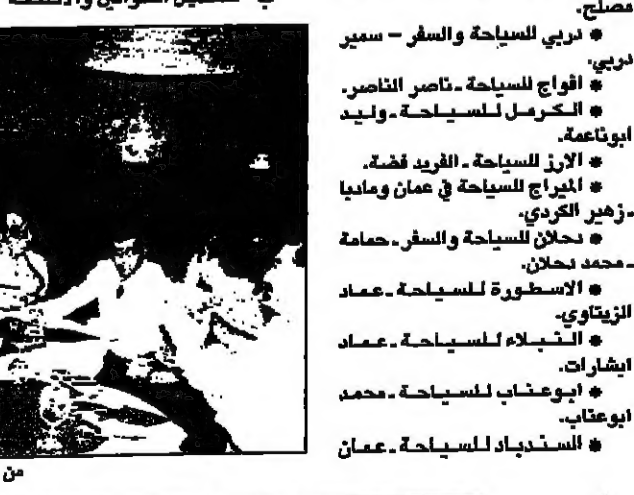 مصلح.
* دربي للسياحة والسفر – سمير
دربي.
* افواج للسياحة - ناصر الناصر.
* الكرمل للسياحة - وليد
ابوناعمة.
* الارز للسياحة - الفريد فضة.
* الميراج للسياحة في عمان ومادبا
- زهير الكردي.
* دحلان للسياحة والسفر - حمامة
- محمد دحلان.
* الاسطورة للسياحة - عماد
الزيتاوي.
* النبلاء للسياحة - عماد
ابشارات.
* ابوعناب للسياحة - محمد
ابوعناب.
* السندباد للسياحة - عمان
من